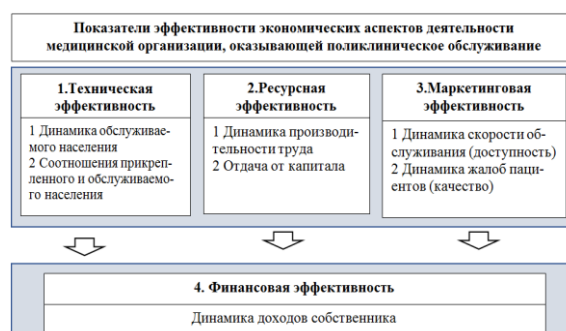 Показатели эффективности экономических аспектов деятельности
медицинской организации, оказывающей поликлиническое обслуживание
1.Техническая
эффективность
1 Динамика обслуживае-
мого населения
2 Соотношения прикреп-
ленного и обслуживаемо-
го населения
2.Ресурсная
эффективность
1 Динамика производи-
тельности труда
2 Отдача от капитала
3.Маркетинговая
эффективность
1 Динамика скорости об-
служивания (доступность)
2 Динамика жалоб паци-
ентов (качество)
4. Финансовая эффективность
Динамика доходов собственника